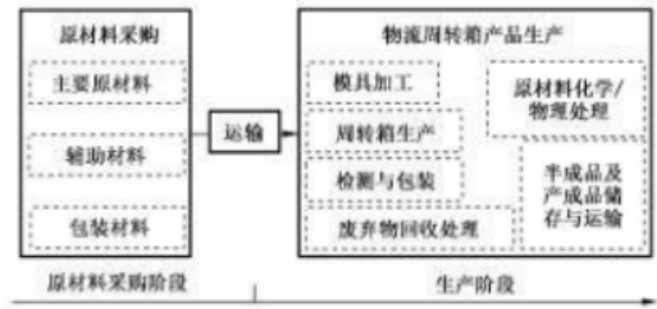 原材料采购
主要原材料
辅助材料
包装材料
运输
物流周转箱产品生产
模具加工
周转箱生产
检测与包装
废弃物回收处理
原材料化学/
物理处理
半成品及
产成品储
存与运输
原材料采购阶段
生产阶段